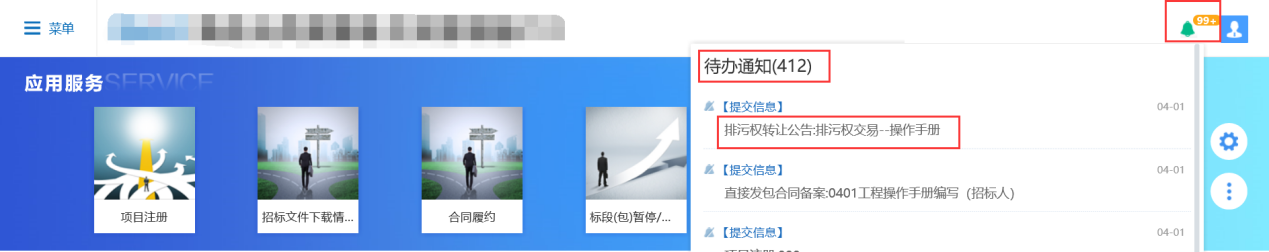 菜单
99+
应用服务SERVICE
待办通知(412)
【提交信息】 04-01
排污权转让公告:排污权交易--操作手册
【提交信息】 04-01
直接发包合同备案:0401工程操作手册编写（招标人）
【提交信息】 04-01
项目注册
招标文件下载情...
合同履约
标段(包)暂停/...